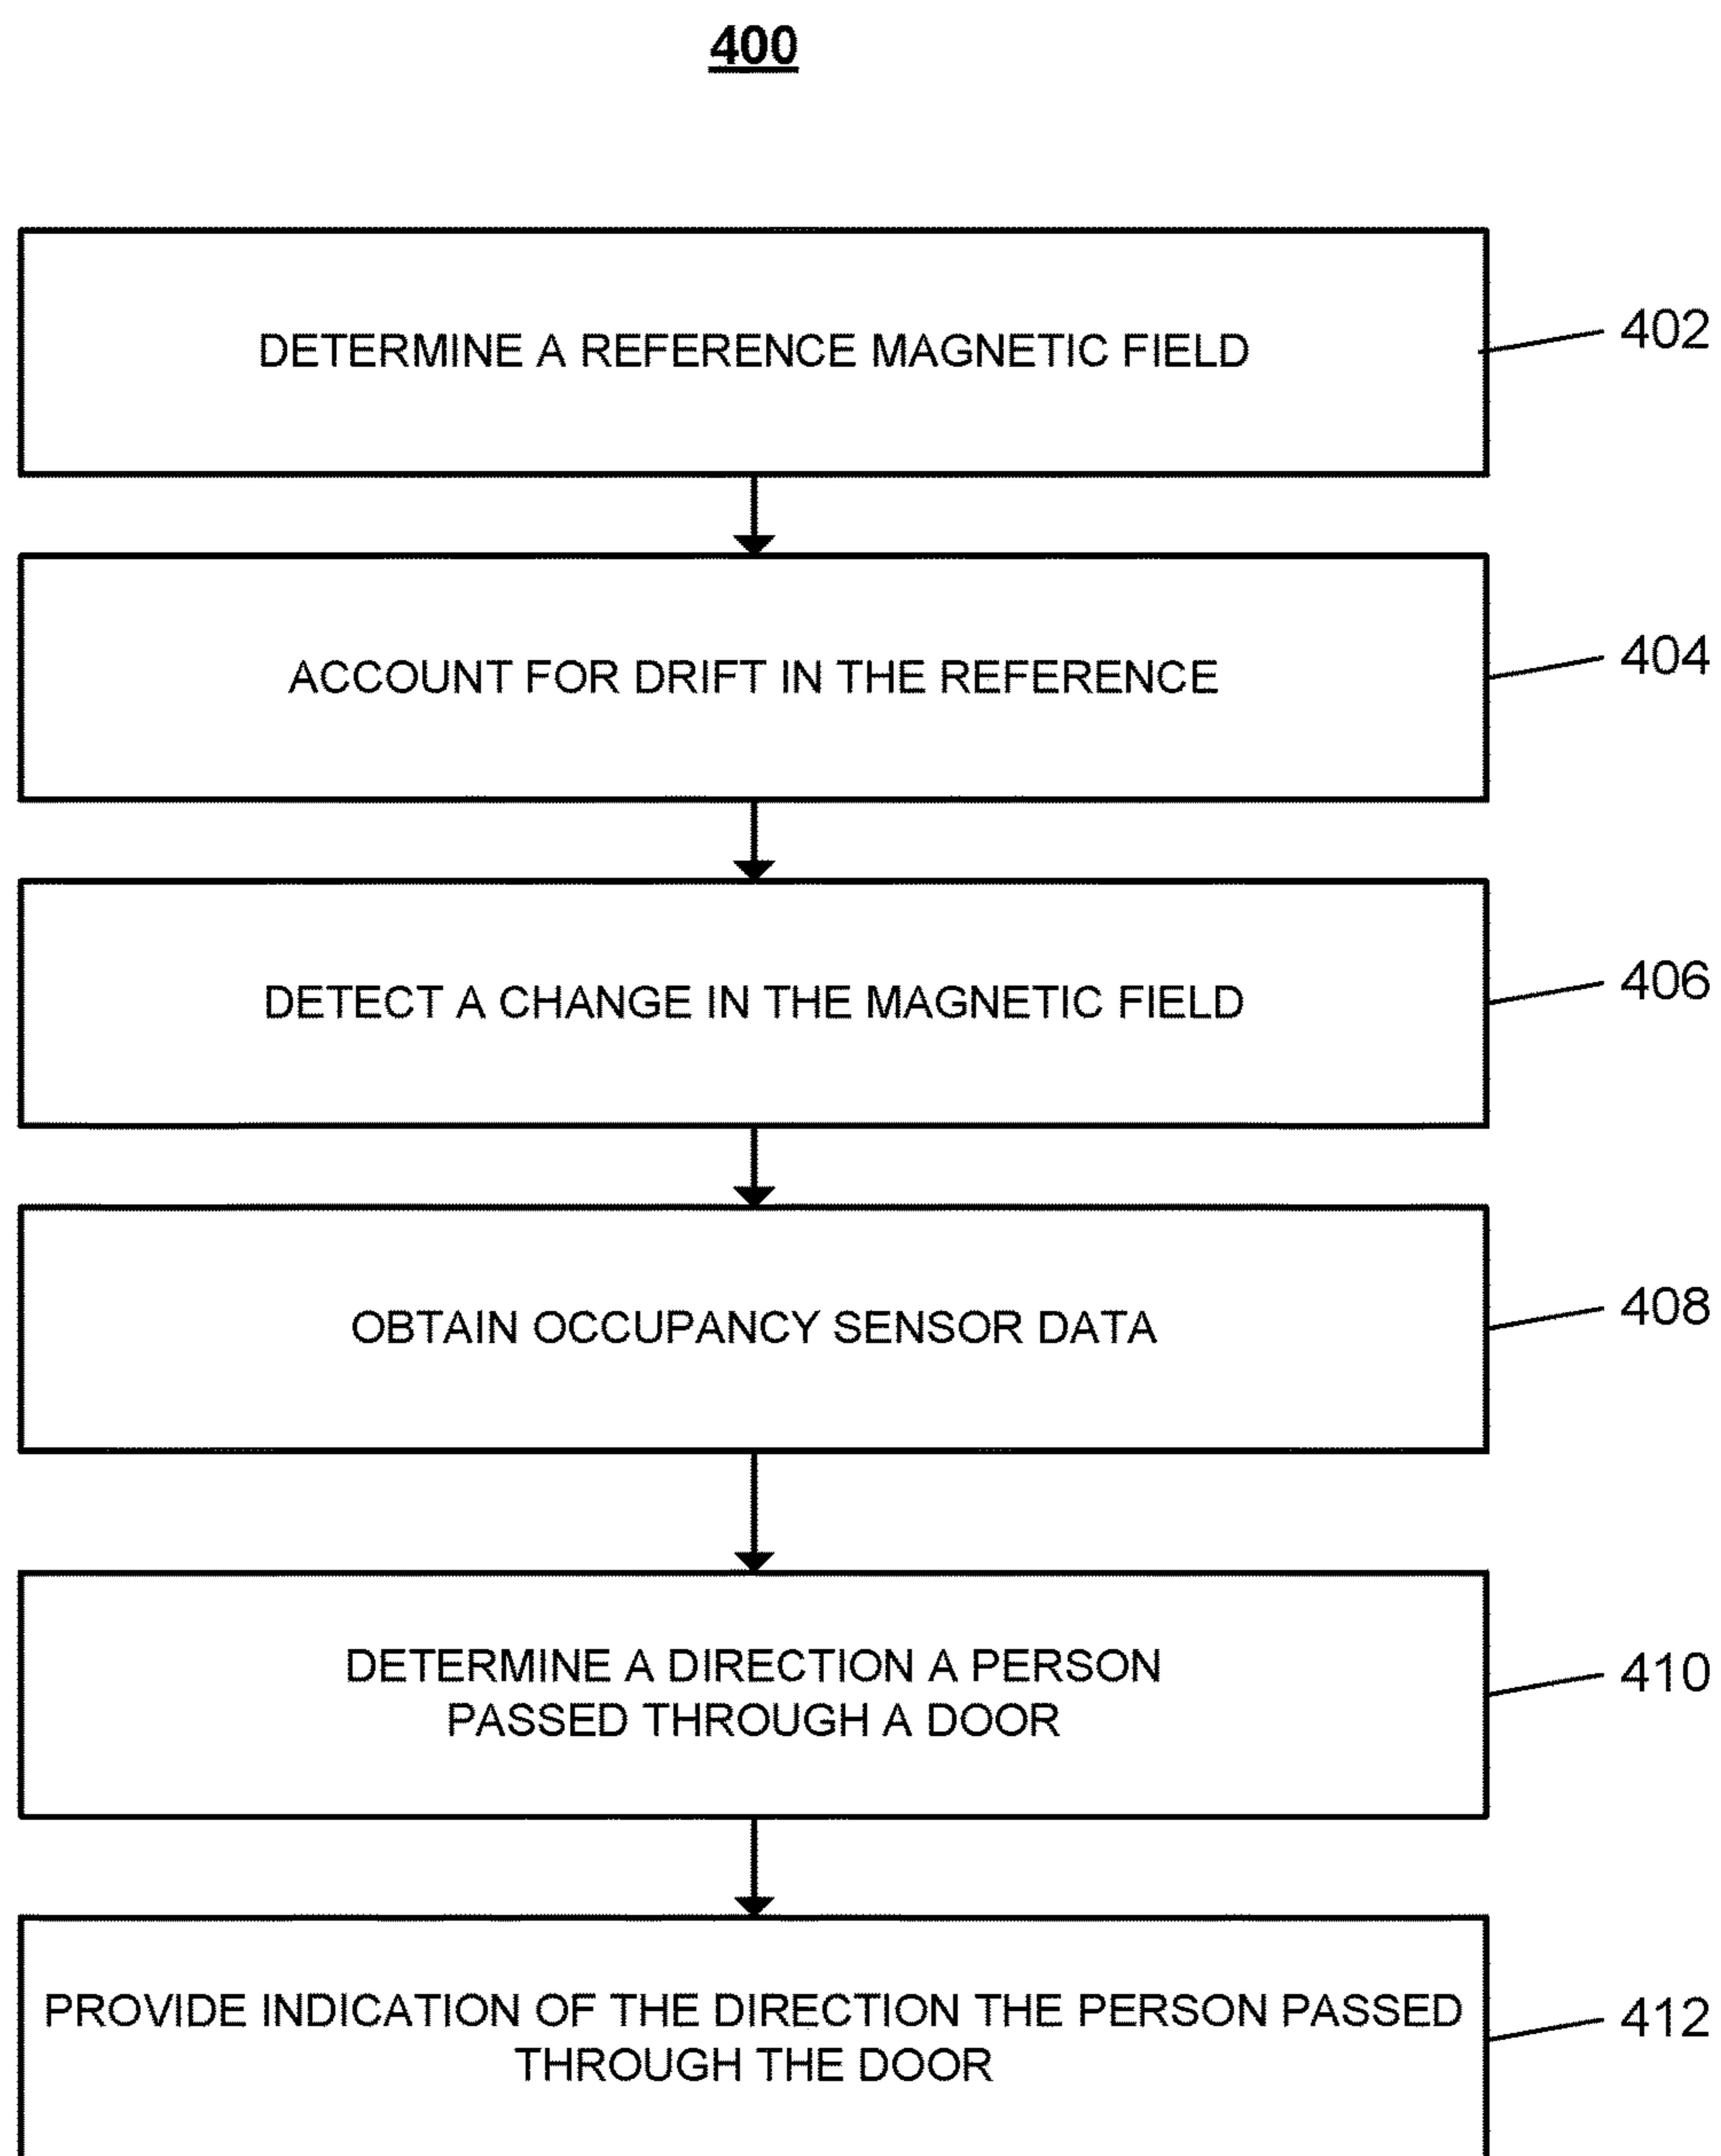 400
DETERMINE A REFERENCE MAGNETIC FIELD
402
ACCOUNT FOR DRIFT IN THE REFERENCE
404
DETECT A CHANGE IN THE MAGNETIC FIELD
406
OBTAIN OCCUPANCY SENSOR DATA
408
DETERMINE A DIRECTION A PERSON
PASSED THROUGH A DOOR
410
PROVIDE INDICATION OF THE DIRECTION THE PERSON PASSED
THROUGH THE DOOR
412